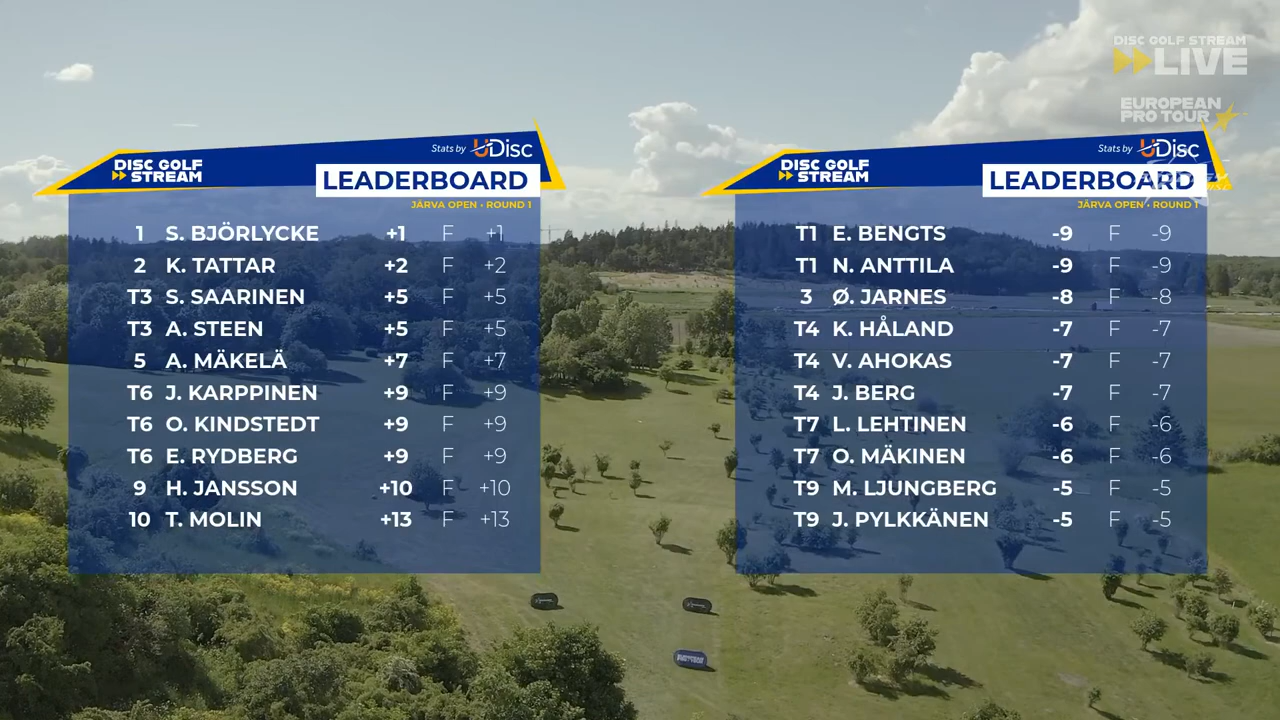 DISC GOLF STREAM
LIVE
EUROPEAN
PRO TOUR
Stats by UDisc
DISC GOLF
STREAM
LEADERBOARD
JÄRVA OPEN • ROUND 1
1 S. BJÖRLYCKE +1 F +1
2 K. TATTAR +2 F +2
T3 S. SAARINEN +5 F +5
T3 A. STEEN +5 F +5
5 A. MÄKELÄ +7 F +7
T6 J. KARPPINEN +9 F +9
T6 O. KINDSTEDT +9 F +9
T6 E. RYDBERG +9 F +9
9 H. JANSSON +10 F +10
10 T. MOLIN +13 F +13
Stats by UDisc
DISC GOLF
STREAM
LEADERBOARD
JÄRVA OPEN • ROUND 1
T1 E. BENGTS -9 F -9
T1 N. ANTTILA -9 F -9
3 Ø. JARNES -8 F -8
T4 K. HÅLAND -7 F -7
T4 V. AHOKAS -7 F -7
T4 J. BERG -7 F -7
T7 L. LEHTINEN -6 F -6
T7 O. MÄKINEN -6 F -6
T9 M. LJUNGBERG -5 F -5
T9 J. PYLKKÄNEN -5 F -5